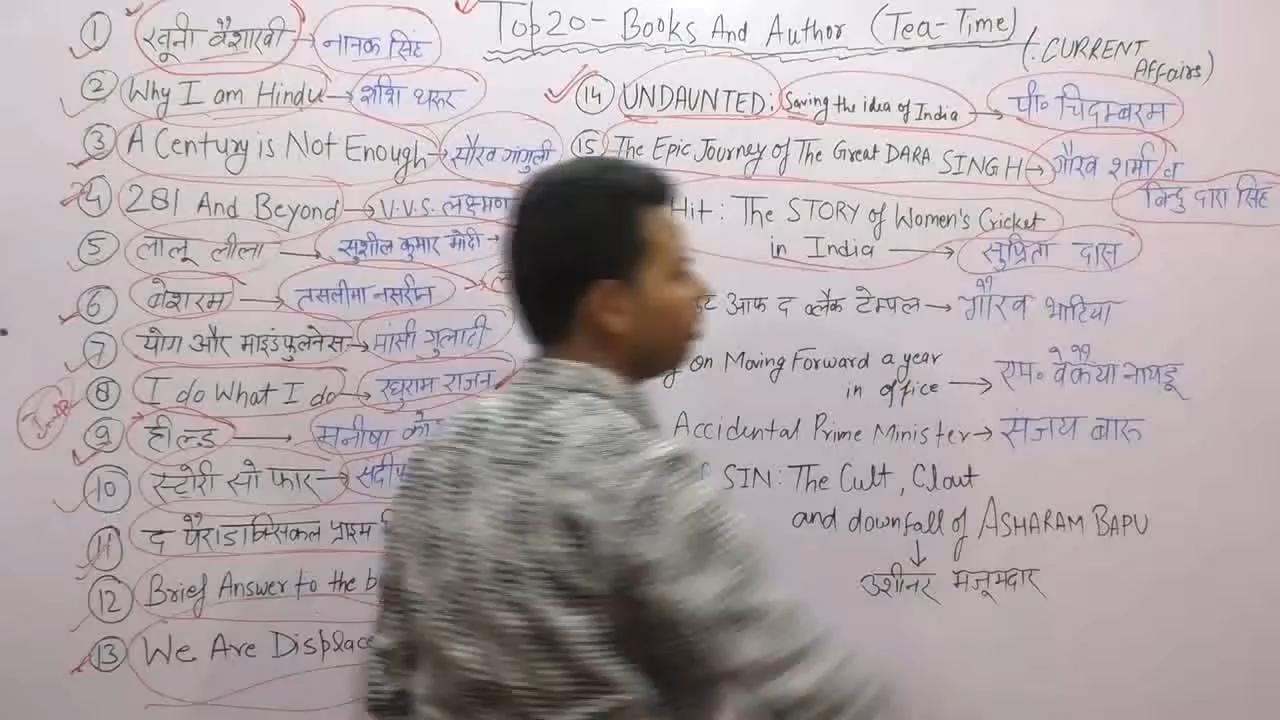 Top 20 - Books And Author (Tea-Time)
(. CURRENT Affairs)
① खूनी वैशाखी → नानक सिंह
② Why I am Hindu → शशि थरूर
③ A Century is Not Enough → सौरव गांगुली
④ 281 And Beyond → V.V.S. लक्ष्मण
⑤ लालू लीला → सुशील कुमार मोदी →
⑥ बेशरम → तसलीमा नसरीन
⑦ योग और माइंडफुलनेस → मांसी गुलाटी
⑧ I do What I do → रघुराम राजन
⑨ हील्ड → मनीषा को
⑩ स्टोरी सो फार →
⑪ द पैराडाक्सिकल प्राइम
⑫ Brief Answer to the b
⑬ We Are Displace
⑭ UNDAUNTED: Saving the idea of India → पी० चिदम्बरम
⑮ The Epic Journey of The Great DARA SINGH → गौरव शर्मा व
बिन्दु दारा सिंह
Hit: The STORY of Women's Cricket
in India → सुप्रिता दास
आफ द ब्लैक टेम्पल → गौरव भाटिया
on Moving Forward a year
in office → एम० वेंकैया नायडू
Accidental Prime Minister → संजय बारू
SIN: The Cult, Clout
and downfall of ASHARAM BAPU
↓
उशीनर मजूमदार